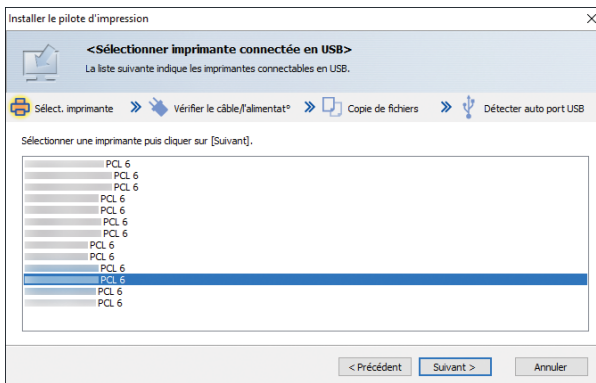 Installer le pilote d'impression
<Sélectionner imprimante connectée en USB>
La liste suivante indique les imprimantes connectables en USB.
Sélect. imprimante » Vérifier le câble/l'alimentat° » Copie de fichiers » Détecter auto port USB
Sélectionner une imprimante puis cliquer sur [Suivant].
PCL 6
PCL 6
PCL 6
PCL 6
PCL 6
PCL 6
PCL 6
PCL 6
PCL 6
PCL 6
PCL 6
PCL 6
PCL 6
< Précédent Suivant > Annuler